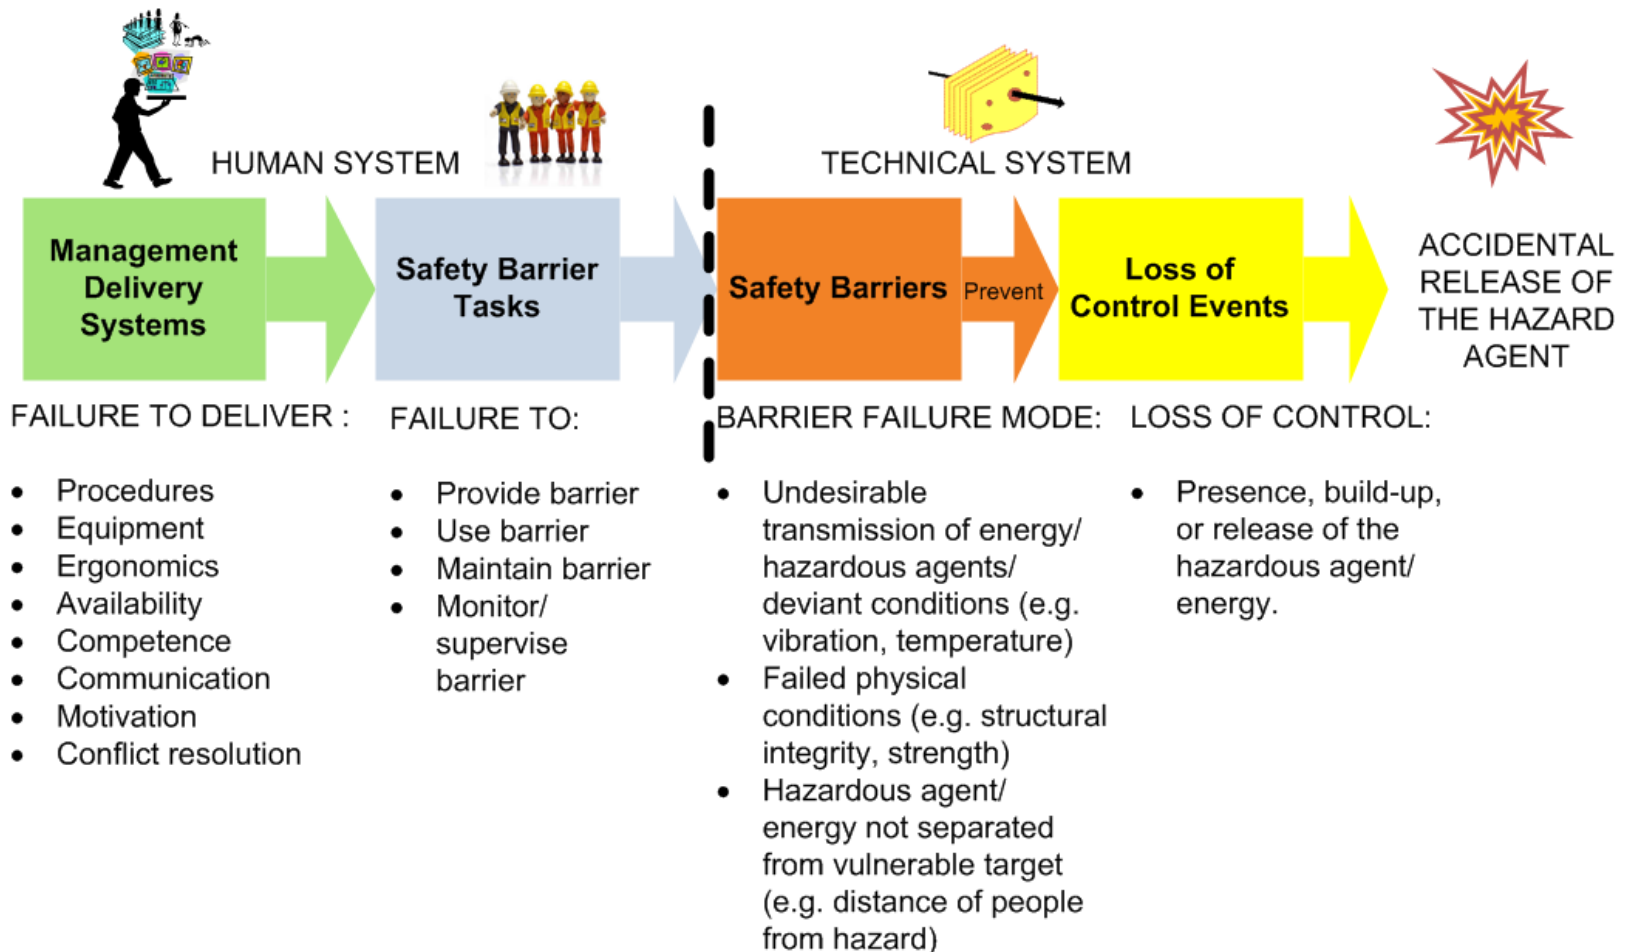 HUMAN SYSTEM
TECHNICAL SYSTEM
Management
Delivery
Systems
Safety Barrier
Tasks
Safety Barriers
Prevent
Loss of
Control Events
ACCIDENTAL
RELEASE OF
THE HAZARD
AGENT
FAILURE TO DELIVER :
• Procedures
• Equipment
• Ergonomics
• Availability
• Competence
• Communication
• Motivation
• Conflict resolution
FAILURE TO:
• Provide barrier
• Use barrier
• Maintain barrier
• Monitor/
supervise
barrier
BARRIER FAILURE MODE:
• Undesirable
transmission of energy/
hazardous agents/
deviant conditions (e.g.
vibration, temperature)
• Failed physical
conditions (e.g. structural
integrity, strength)
• Hazardous agent/
energy not separated
from vulnerable target
(e.g. distance of people
from hazard)
LOSS OF CONTROL:
• Presence, build-up,
or release of the
hazardous agent/
energy.